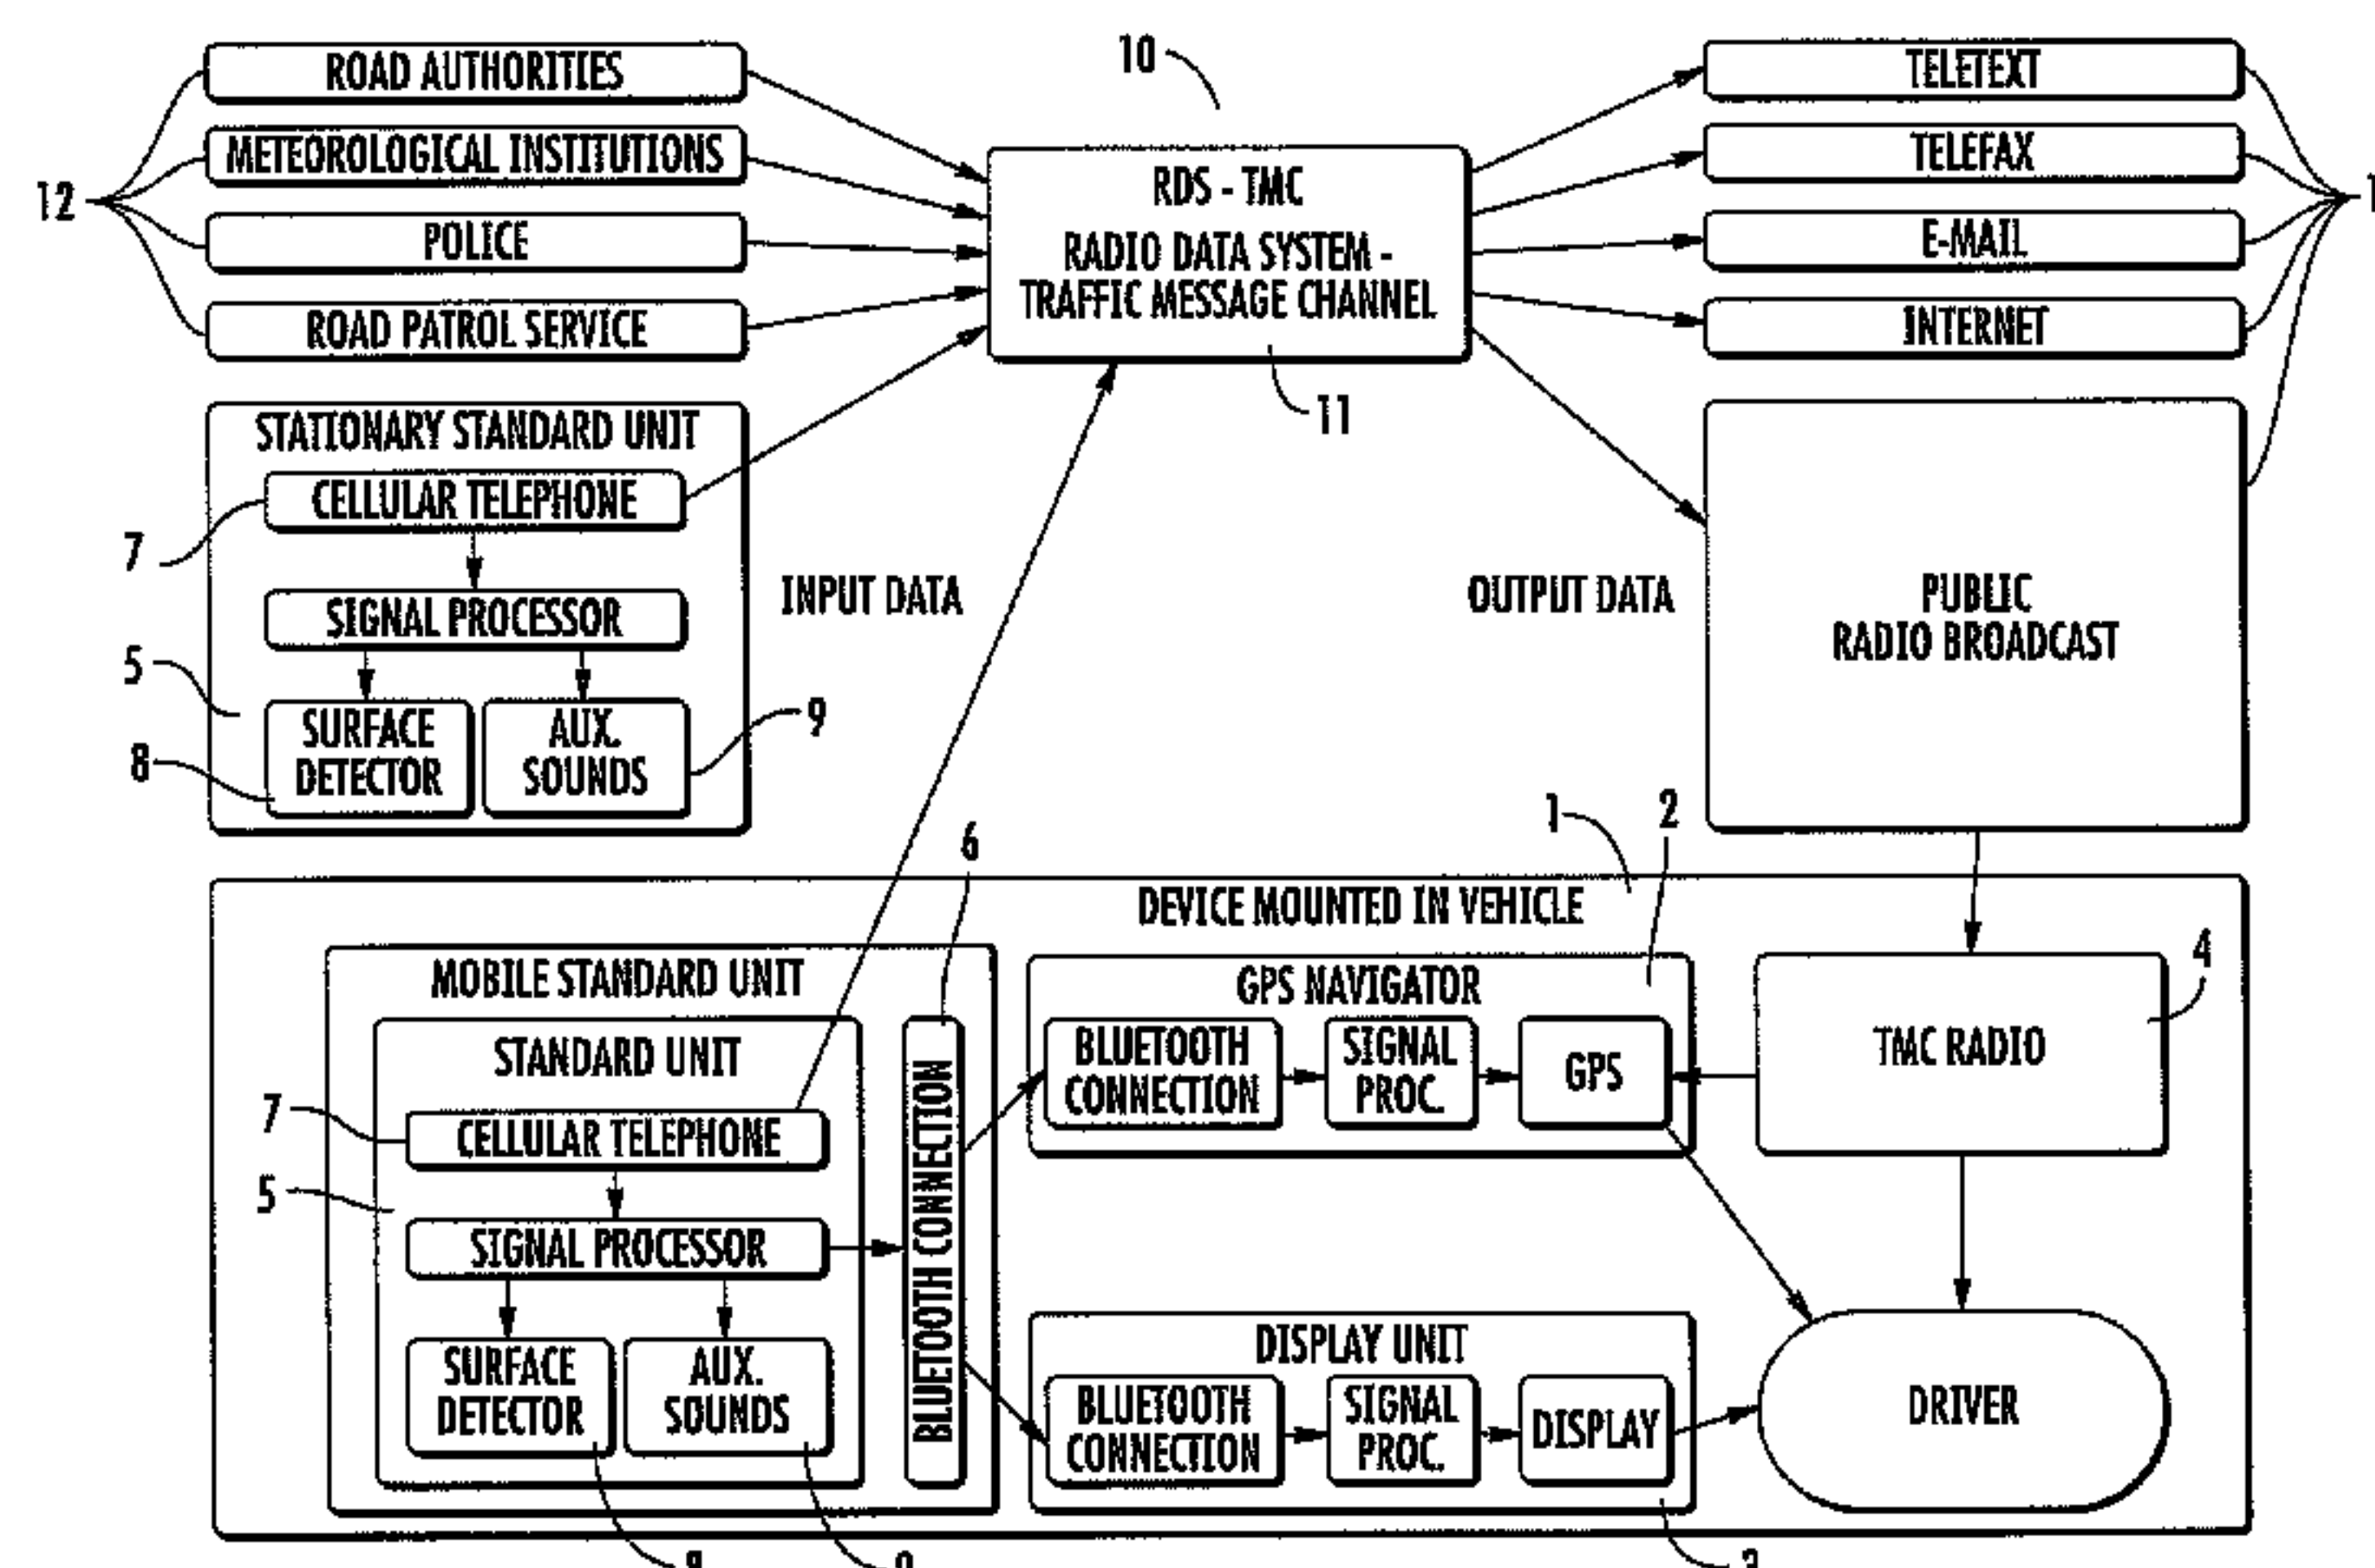 10
ROAD AUTHORITIES
METEOROLOGICAL INSTITUTIONS
12
POLICE
ROAD PATROL SERVICE
RDS - TMC
RADIO DATA SYSTEM -
TRAFFIC MESSAGE CHANNEL
11
TELETEXT
TELEFAX
E-MAIL
INTERNET
STATIONARY STANDARD UNIT
CELLULAR TELEPHONE
7
SIGNAL PROCESSOR
5
SURFACE
DETECTOR
8
AUX.
SOUNDS
9
INPUT DATA
OUTPUT DATA
PUBLIC
RADIO BROADCAST
1
2
6
DEVICE MOUNTED IN VEHICLE
MOBILE STANDARD UNIT
STANDARD UNIT
7
CELLULAR TELEPHONE
5
SIGNAL PROCESSOR
SURFACE
DETECTOR
AUX.
SOUNDS
BLUETOOTH CONNECTION
GPS NAVIGATOR
BLUETOOTH
CONNECTION
SIGNAL
PROC.
GPS
4
TMC RADIO
DISPLAY UNIT
BLUETOOTH
CONNECTION
SIGNAL
PROC.
DISPLAY
DRIVER